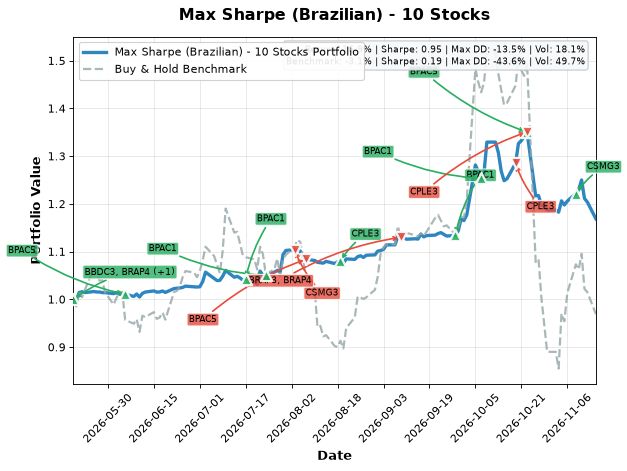 Max Sharpe (Brazilian) - 10 Stocks
Max Sharpe (Brazilian) - 10 Stocks Portfolio
Buy & Hold Benchmark
% | Sharpe: 0.95 | Max DD: -13.5% | Vol: 18.1%
Sharpe: 0.19 | Max DD: -43.6% | Vol: 49.7%
BPAC5
BPAC1
CSMG3
BPAC1
CPLE3
CPLE3
BPAC1
CPLE3
BPAC1
BPAC5
BBDC3, BRAP4 (+1)
BRAP4
CSMG3
BPAC5
Portfolio Value
1.5
1.4
1.3
1.2
1.1
1.0
0.9
2026-05-30
2026-06-15
2026-07-01
2026-07-17
2026-08-02
2026-08-18
2026-09-03
2026-09-19
2026-10-05
2026-10-21
2026-11-06
Date